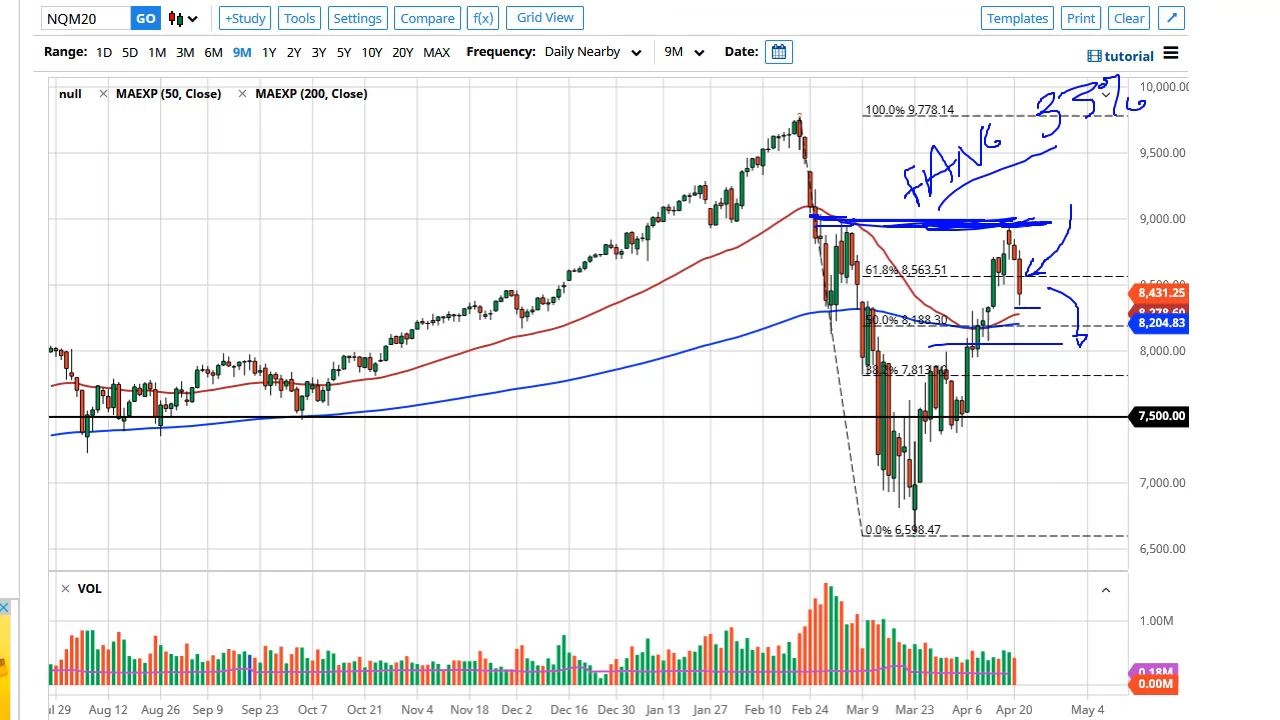 NQM20 GO +Study Tools Settings Compare f(x) Grid View Templates Print Clear
Range: 1D 5D 1M 3M 6M 9M 1Y 2Y 3Y 5Y 10Y 20Y MAX Frequency: Daily Nearby 9M Date: tutorial
null MAEXP (50, Close) MAEXP (200, Close)
10,000.00
35%
100.0% 9,778.14
FANG
9,500.00
9,000.00
61.8% 8,563.51
8,431.25
50.0% 8,188.30
8,204.83
8,000.00
38.2% 7,813.10
7,500.00
7,000.00
0.0% 6,598.47
6,500.00
VOL
1.00M
0.18M
0.00M
Jul 29 Aug 12 Aug 26 Sep 9 Sep 23 Oct 7 Oct 21 Nov 4 Nov 18 Dec 2 Dec 16 Dec 30 Jan 13 Jan 27 Feb 10 Feb 24 Mar 9 Mar 23 Apr 6 Apr 20 May 4